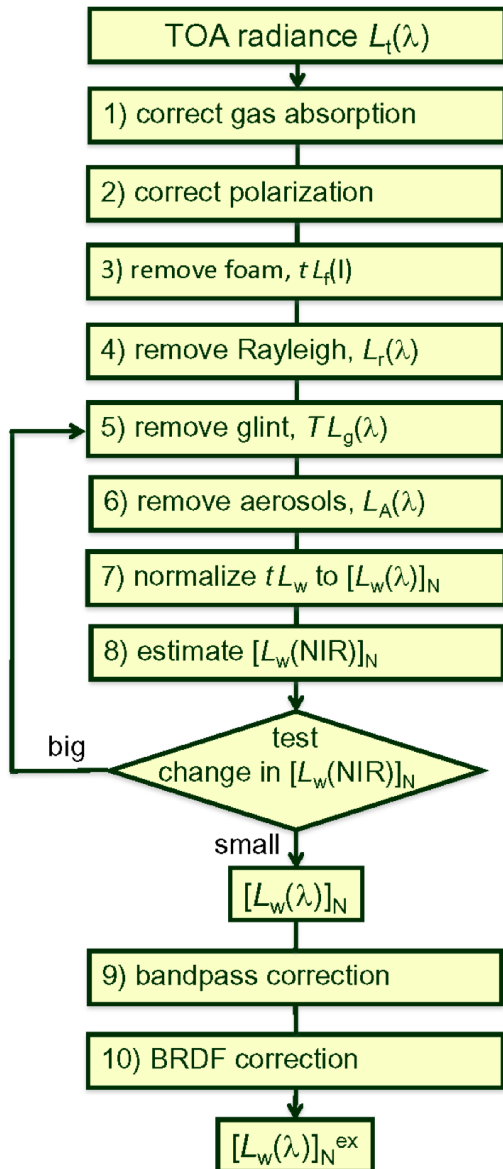 TOA radiance Lt(λ)
1) correct gas absorption
2) correct polarization
3) remove foam, t Lf(l)
4) remove Rayleigh, Lr(λ)
5) remove glint, T Lg(λ)
6) remove aerosols, LA(λ)
7) normalize t Lw to [Lw(λ)]N
8) estimate [Lw(NIR)]N
big
test
change in [Lw(NIR)]N
small
[Lw(λ)]N
9) bandpass correction
10) BRDF correction
[Lw(λ)]N ex